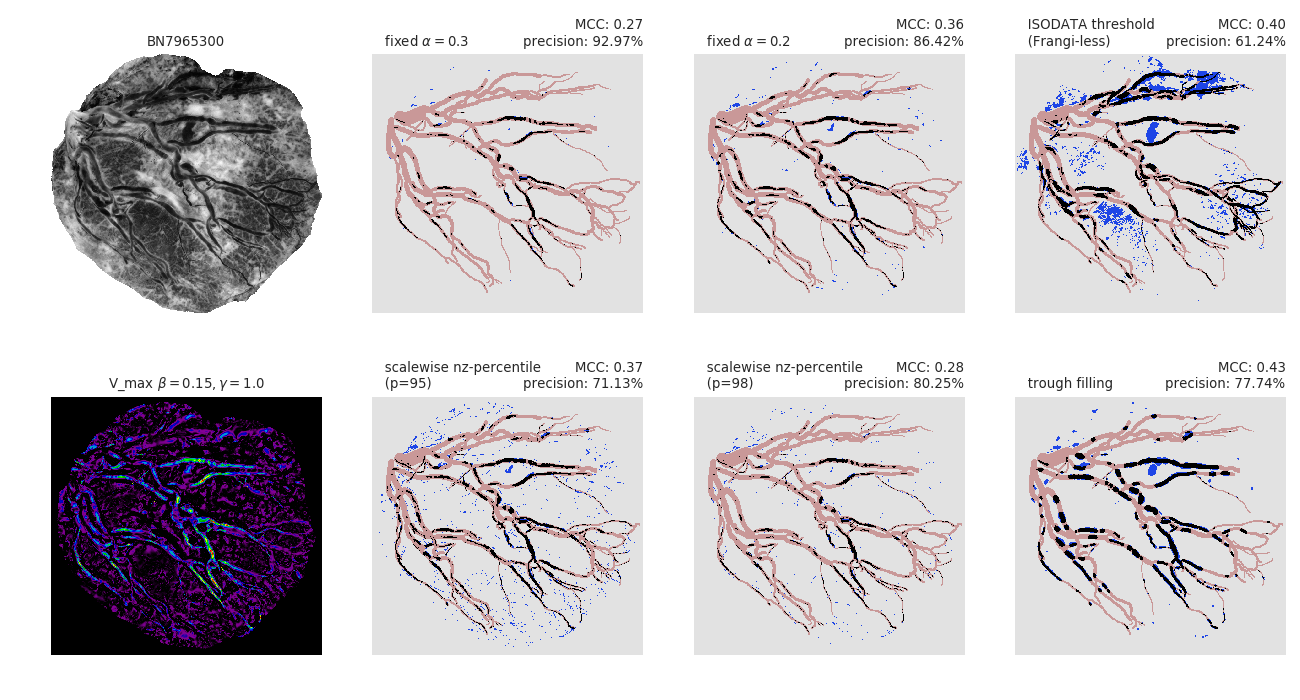 BN7965300
MCC: 0.27
fixed α = 0.3 precision: 92.97%
MCC: 0.36
fixed α = 0.2 precision: 86.42%
ISODATA threshold MCC: 0.40
(Frangi-less) precision: 61.24%
V_max β = 0.15, γ = 1.0
scalewise nz-percentile MCC: 0.37
(p=95) precision: 71.13%
scalewise nz-percentile MCC: 0.28
(p=98) precision: 80.25%
MCC: 0.43
trough filling precision: 77.74%